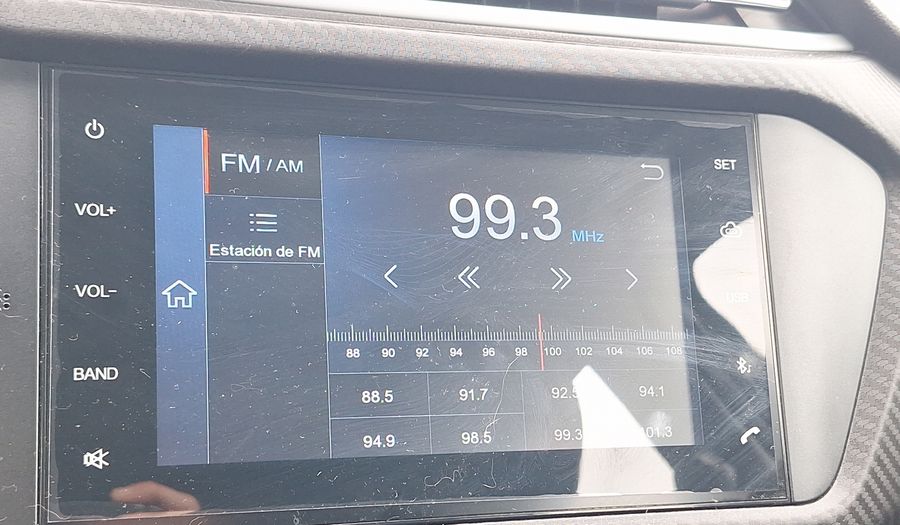 SET
FM / AM
99.3 MHz
VOL+
Estación de FM
VOL-
USB
88 90 92 94 96 98 100 102 104 106 108
BAND
88.5 91.7 94.1
94.9 98.5 99.3